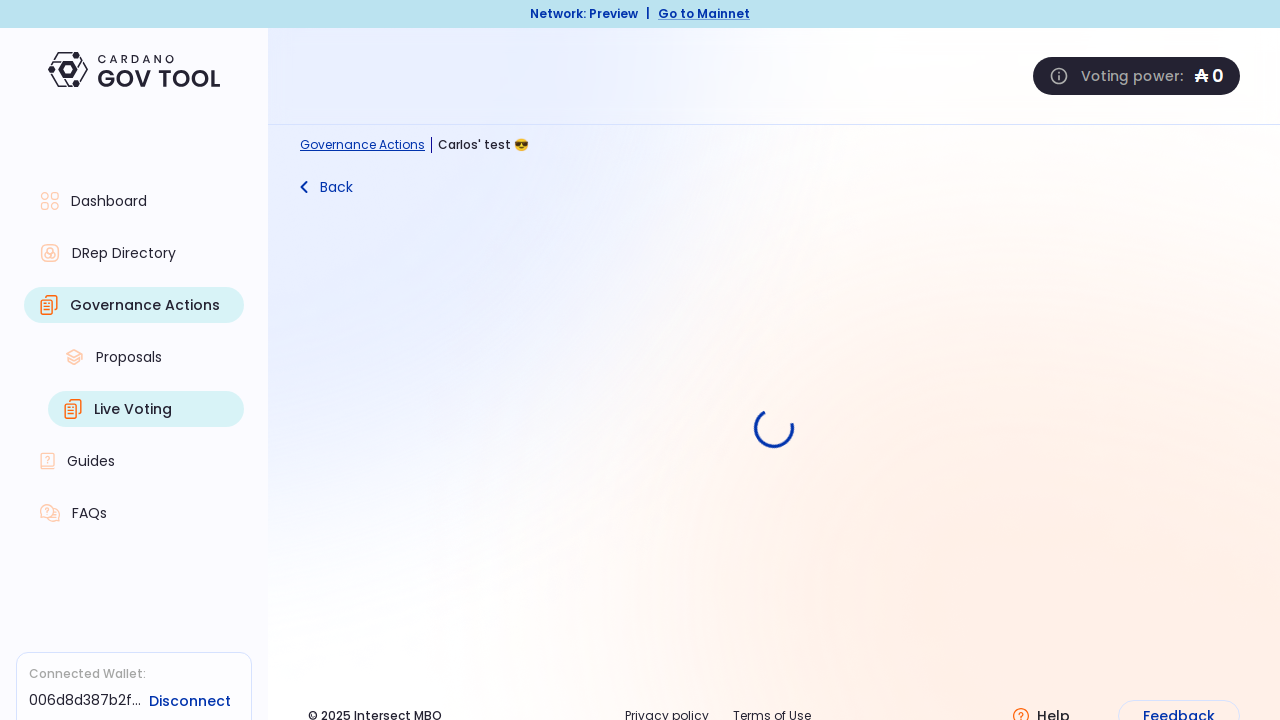 Network: Preview | Go to Mainnet
CARDANO
GOV TOOL
Voting power: ₳ 0
Governance Actions | Carlos' test 😎
Back
Dashboard
DRep Directory
Governance Actions
Proposals
Live Voting
Guides
FAQs
Connected Wallet:
006d8d387b2f... Disconnect
© 2025 Intersect MBO
Privacy policy
Terms of Use
Help
Feedback